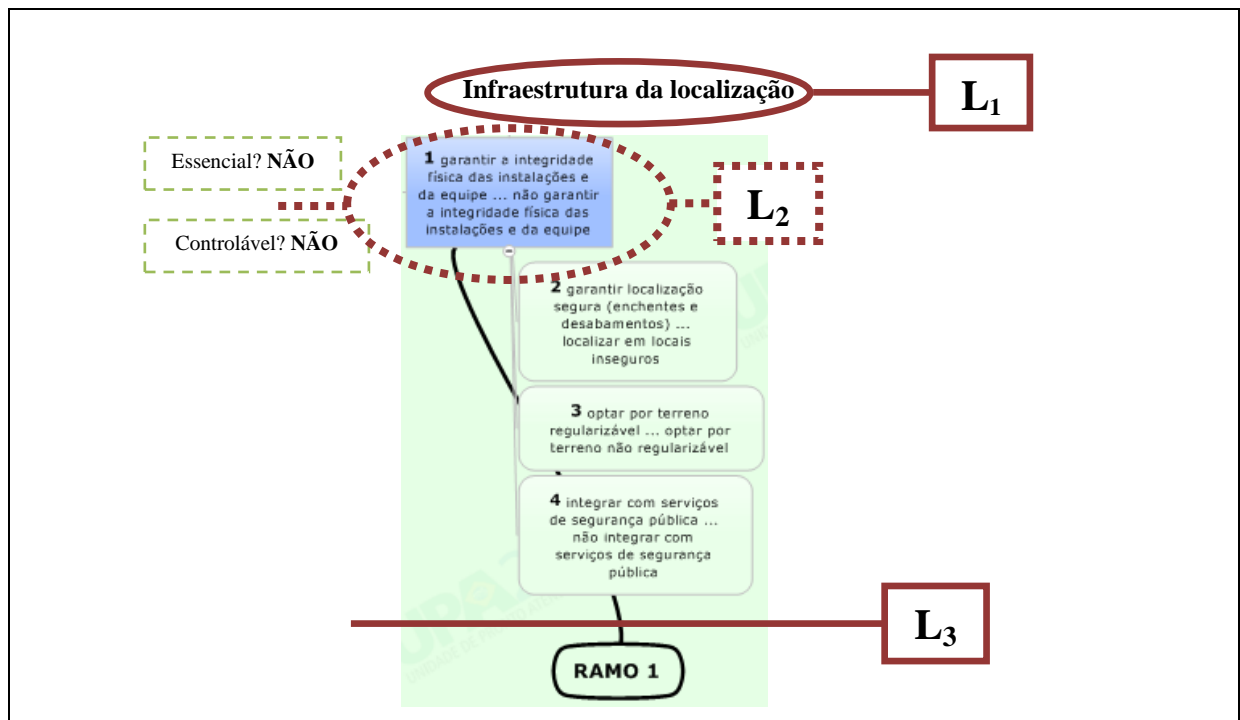 Infraestrutura da localização
L1
Essencial? NÃO
Controlável? NÃO
1 garantir a integridade
física das instalações e
da equipe ... não garantir
a integridade física das
instalações e da equipe
L2
2 garantir localização
segura (enchentes e
desabamentos) ...
localizar em locais
inseguros
3 optar por terreno
regularizável ... optar por
terreno não regularizável
4 integrar com serviços
de segurança pública ...
não integrar com
serviços de segurança
pública
L3
RAMO 1